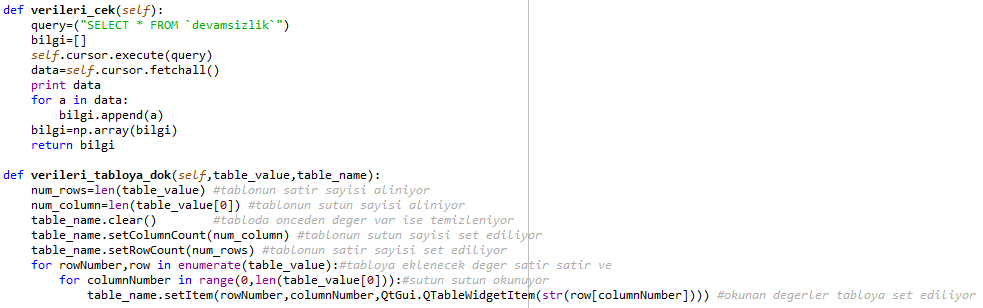 def verileri_cek(self):
    query=("SELECT * FROM `devamsizlik`")
    bilgi=[]
    self.cursor.execute(query)
    data=self.cursor.fetchall()
    print data
    for a in data:
        bilgi.append(a)
    bilgi=np.array(bilgi)
    return bilgi

def verileri_tabloya_dok(self,table_value,table_name):
    num_rows=len(table_value) #tablonun satir sayisi aliniyor
    num_column=len(table_value[0]) #tablonun sutun sayisi aliniyor
    table_name.clear()        #tabloda onceden deger var ise temizleniyor
    table_name.setColumnCount(num_column) #tablonun sutun sayisi set ediliyor
    table_name.setRowCount(num_rows) #tablonun satir sayisi set ediliyor
    for rowNumber,row in enumerate(table_value):#tabloya eklenecek deger satir satir ve
        for columnNumber in range(0,len(table_value[0])):#sutun sutun okunuyor
            table_name.setItem(rowNumber,columnNumber,QtGui.QTableWidgetItem(str(row[columnNumber]))) #okunan degerler tabloya set ediliyor